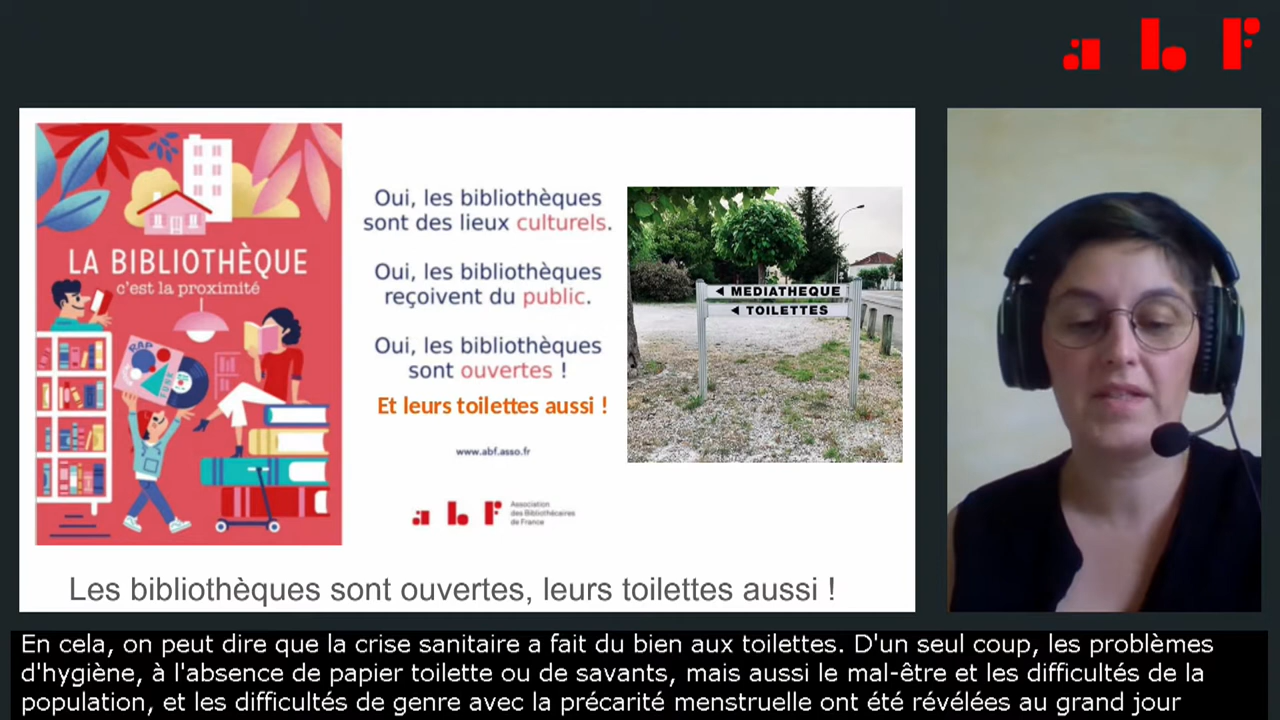 abf
LA BIBLIOTHÈQUE
c'est la proximité
RAP
FUNK
Oui, les bibliothèques
sont des lieux culturels.
Oui, les bibliothèques
reçoivent du public.
Oui, les bibliothèques
sont ouvertes !
Et leurs toilettes aussi !
www.abf.asso.fr
abf
Association
des Bibliothécaires
de France
MEDIATHEQUE
TOILETTES
Les bibliothèques sont ouvertes, leurs toilettes aussi !
En cela, on peut dire que la crise sanitaire a fait du bien aux toilettes. D'un seul coup, les problèmes
d'hygiène, à l'absence de papier toilette ou de savants, mais aussi le mal-être et les difficultés de la
population, et les difficultés de genre avec la précarité menstruelle ont été révélées au grand jour